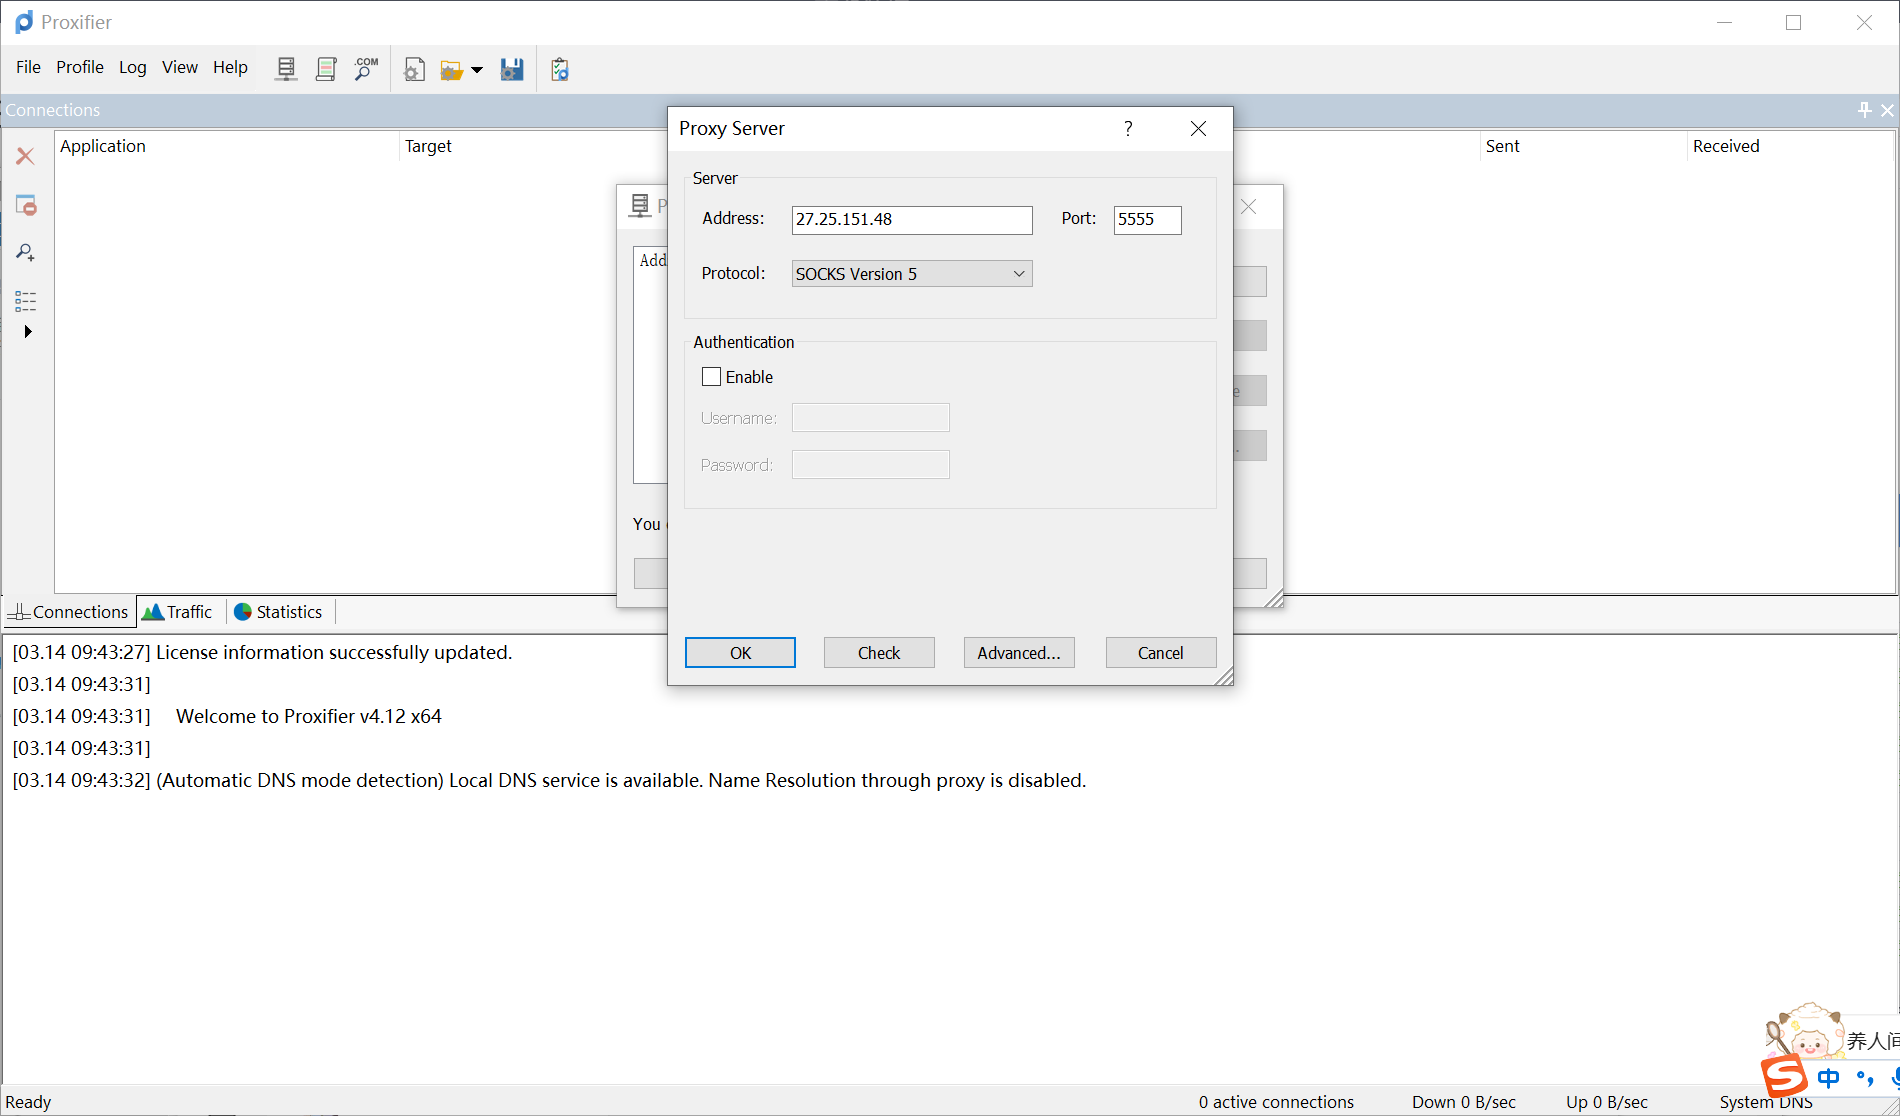 Proxifier
File Profile Log View Help .COM
Connections
Application Target Sent Received
Proxy Server ?
Server
Address: 27.25.151.48 Port: 5555
Protocol: SOCKS Version 5
Authentication
Enable
Username:
Password:
OK Check Advanced... Cancel
P
Add
e
You
Connections Traffic Statistics
[03.14 09:43:27] License information successfully updated.
[03.14 09:43:31]
[03.14 09:43:31] Welcome to Proxifier v4.12 x64
[03.14 09:43:31]
[03.14 09:43:32] (Automatic DNS mode detection) Local DNS service is available. Name Resolution through proxy is disabled.
养人间
S 中 °,
Ready 0 active connections Down 0 B/sec Up 0 B/sec System DNS